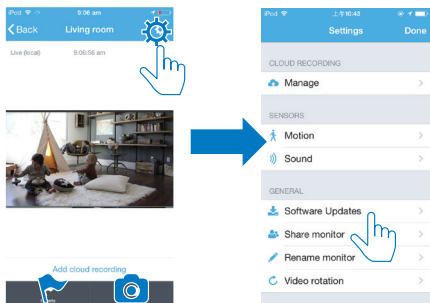 iPod 9:06 am
Back Living room
Live (local) 9:06:56 am
Add cloud recording
iPod 上午10:43
Settings Done
CLOUD RECORDING
Manage
SENSORS
Motion
Sound
GENERAL
Software Updates
Share monitor
Rename monitor
Video rotation